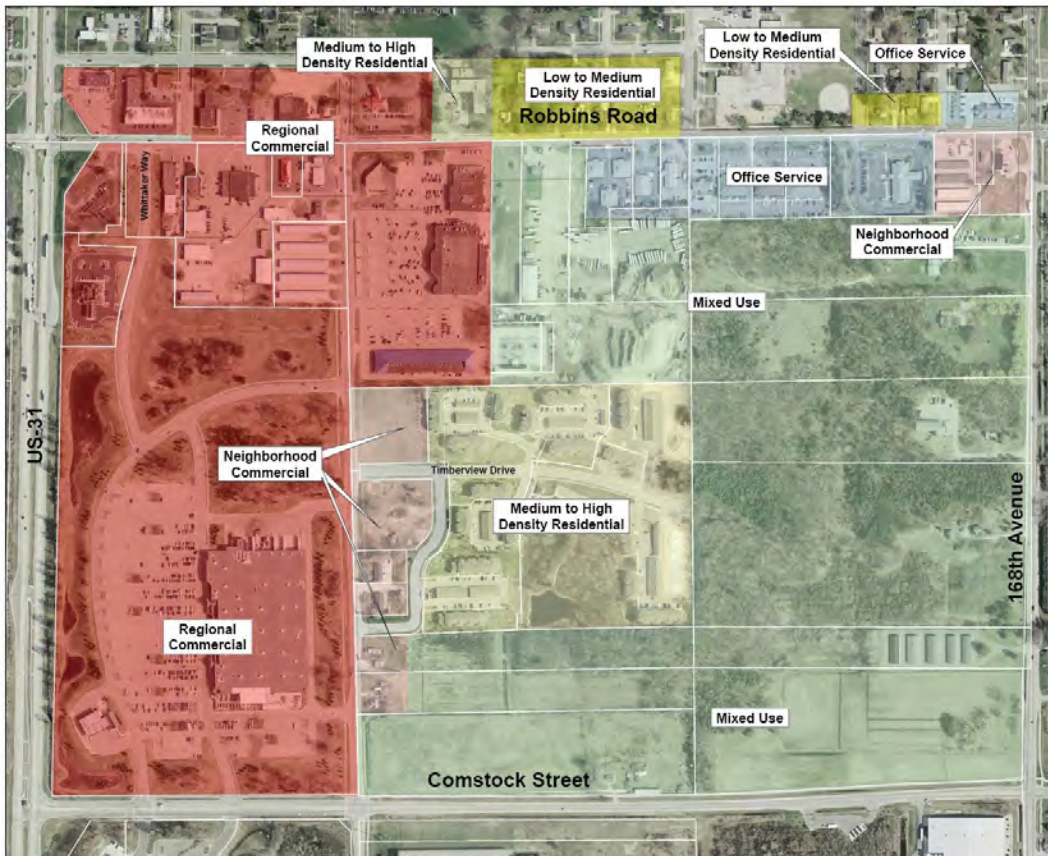 Medium to High
Density Residential
Low to Medium
Density Residential
Low to Medium
Density Residential
Office Service
Robbins Road
Regional
Commercial
Whittaker Way
Office Service
Neighborhood
Commercial
Mixed Use
US-31
Neighborhood
Commercial
Timberview Drive
Medium to High
Density Residential
168th Avenue
Regional
Commercial
Mixed Use
Comstock Street